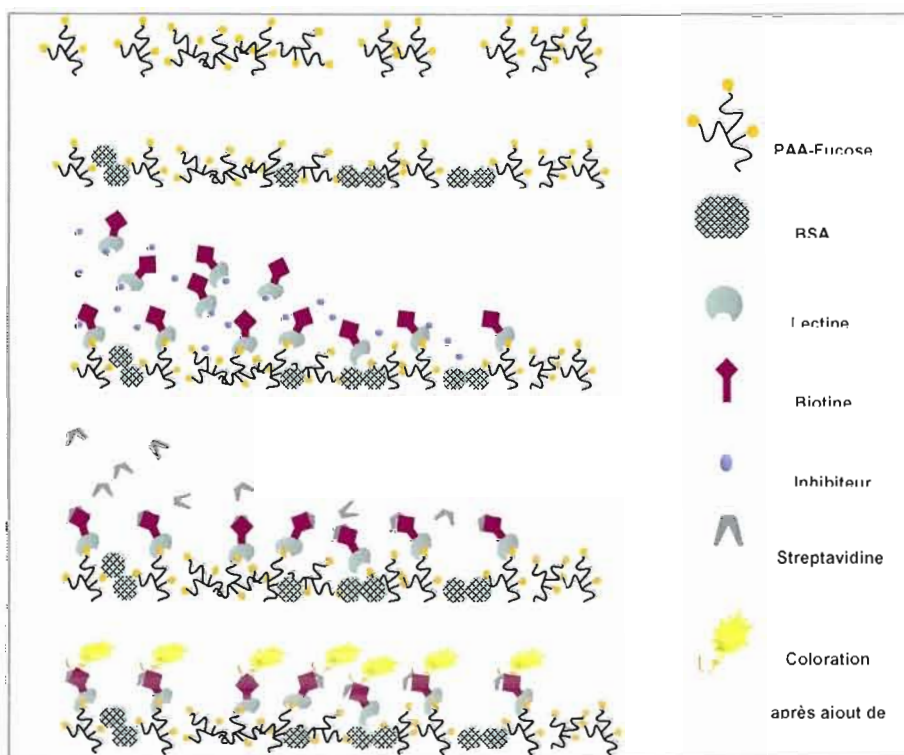 PAA-Fucose
BSA
Lectine
Biotine
Inhibiteur
Streptavidine
Coloration
après ajout de